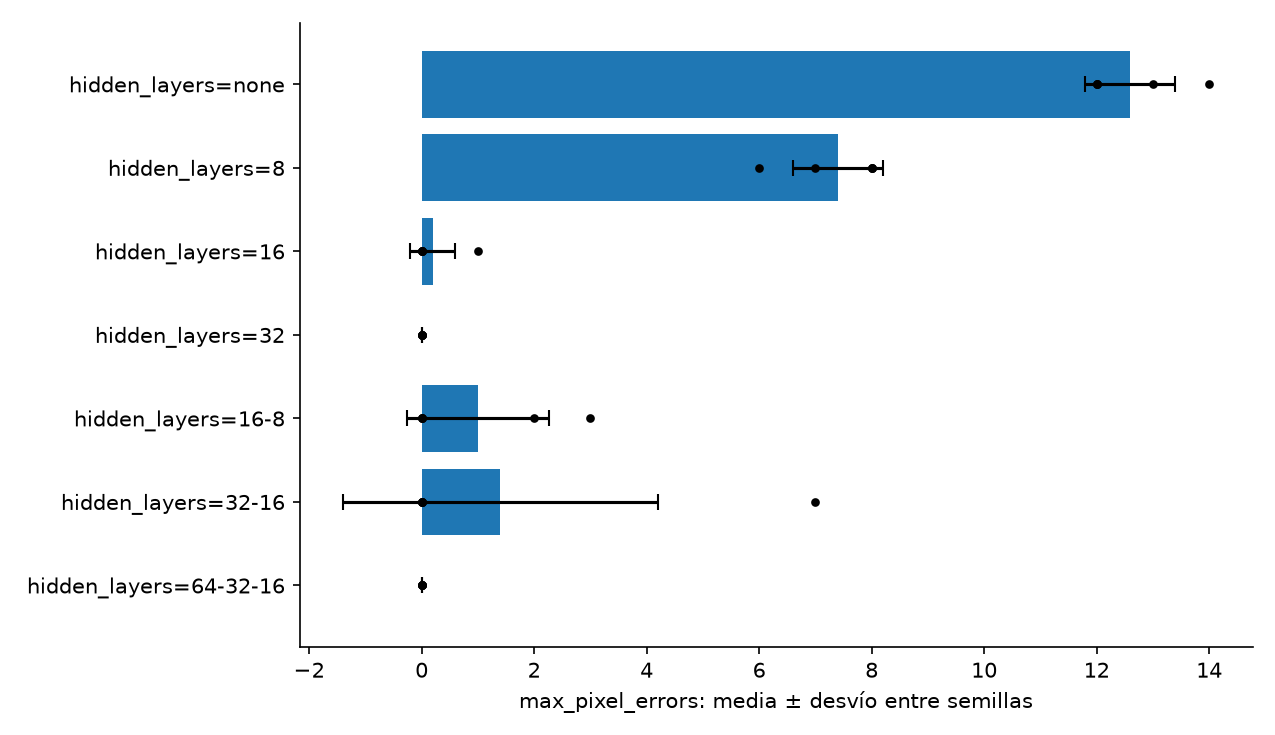 hidden_layers=none
hidden_layers=8
hidden_layers=16
hidden_layers=32
hidden_layers=16-8
hidden_layers=32-16
hidden_layers=64-32-16
−2 0 2 4 6 8 10 12 14
max_pixel_errors: media ± desvío entre semillas